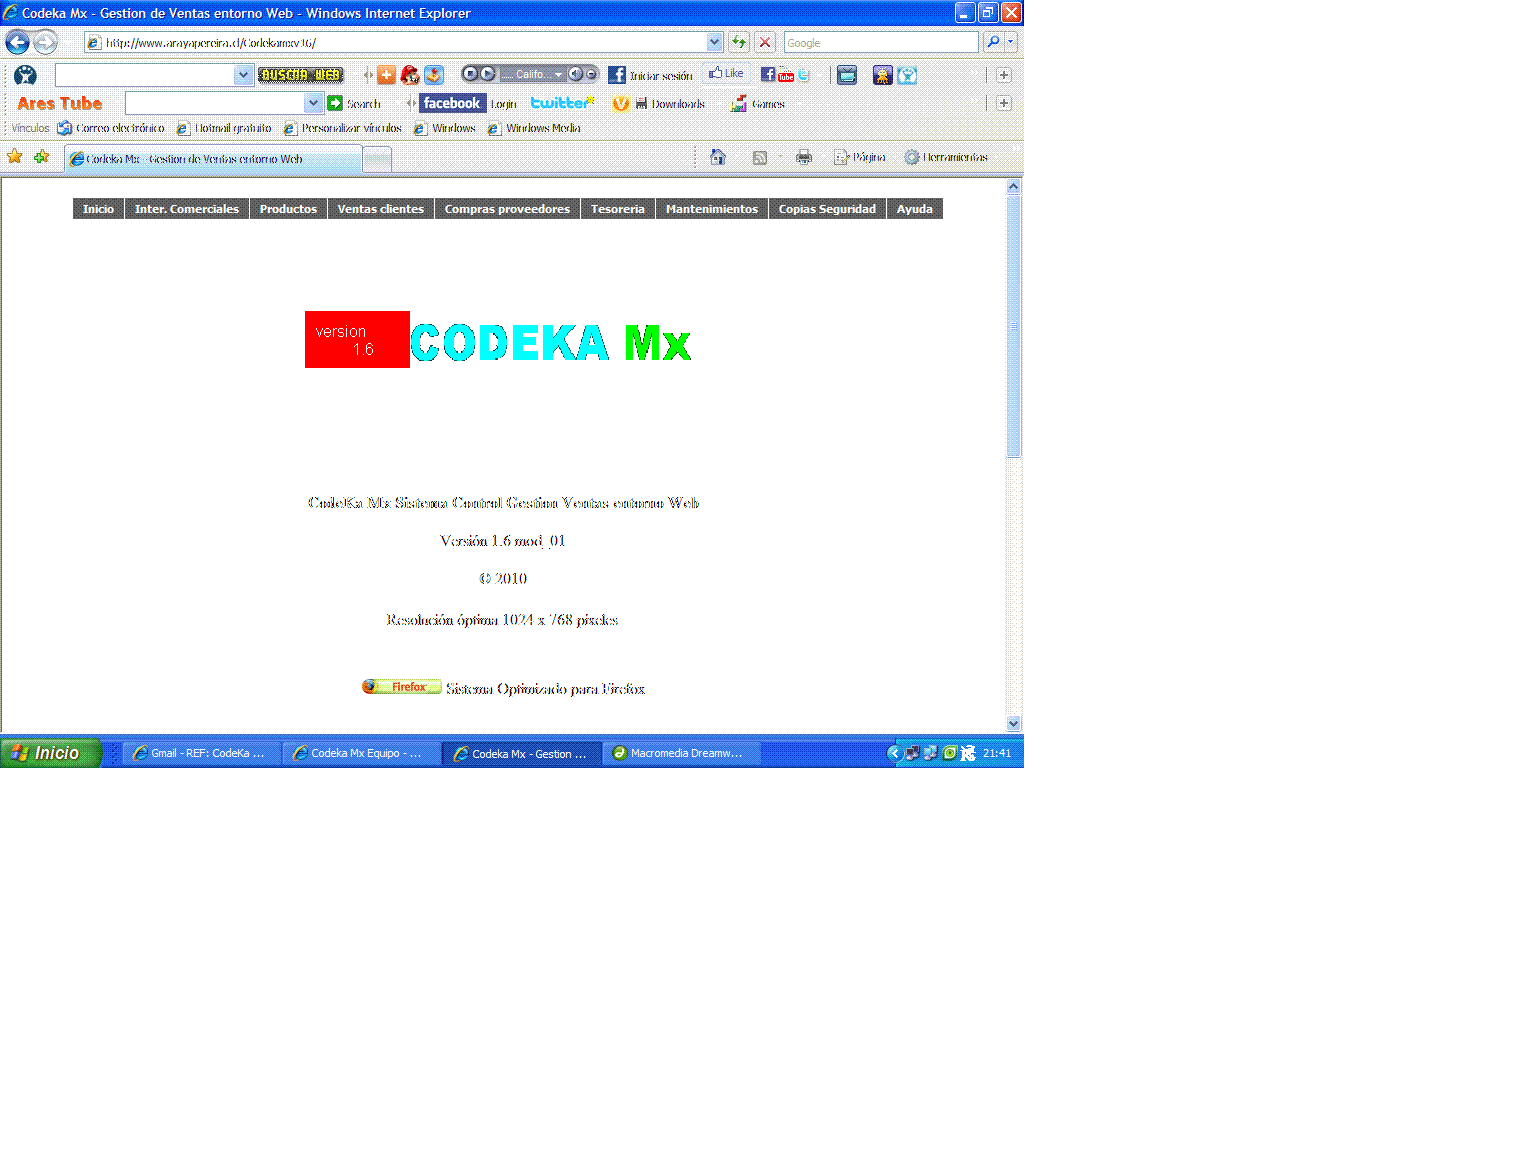 Codeka Mx - Gestion de Ventas entorno Web - Windows Internet Explorer
http://www.arayapereira.cl/Codekamxv16/
Google
BUSCAR WEB
..... Califo...
Iniciar sesión
Like
You Tube
Ares Tube
Search
facebook
Login
twitter
Downloads
Games
Vínculos
Correo electrónico
Hotmail gratuito
Personalizar vínculos
Windows
Windows Media
Codeka Mx - Gestion de Ventas entorno Web
Página
Herramientas
Inicio
Inter. Comerciales
Productos
Ventas clientes
Compras proveedores
Tesoreria
Mantenimientos
Copias Seguridad
Ayuda
version
1.6
CODEKA Mx
CodeKa Mx Sistema Control Gestion Ventas entorno Web
Versión 1.6 mod_01
© 2010
Resolución óptima 1024 x 768 píxeles
Firefox
Sistema Optimizado para Firefox
Inicio
Gmail - REF: CodeKa ...
Codeka Mx Equipo - ...
Codeka Mx - Gestion ...
Macromedia Dreamw...
21:41